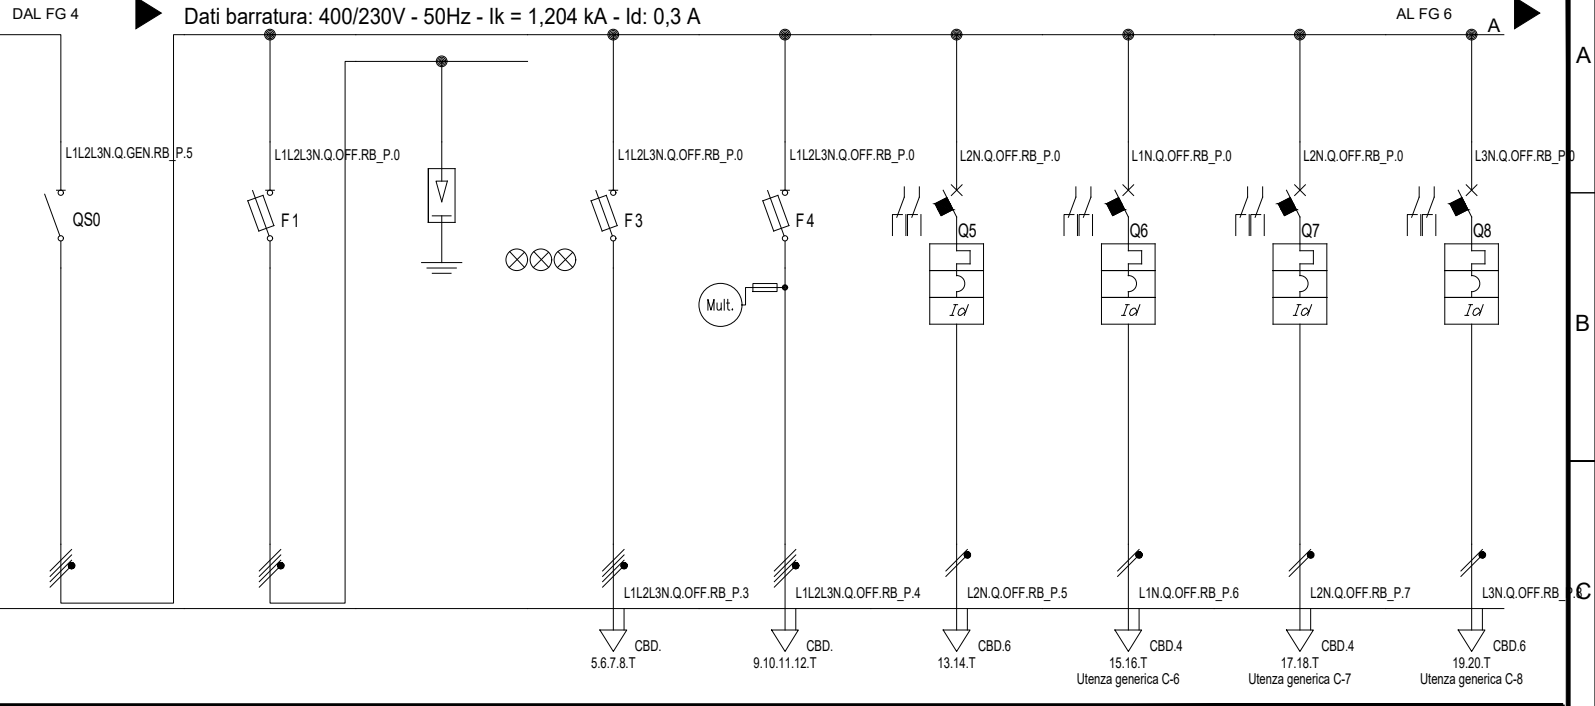 DAL FG 4
Dati barratura: 400/230V - 50Hz - Ik = 1,204 kA - Id: 0,3 A
AL FG 6
A
A
L1L2L3N.Q.GEN.RB_P.5
L1L2L3N.Q.OFF.RB_P.0
L1L2L3N.Q.OFF.RB_P.0
L1L2L3N.Q.OFF.RB_P.0
L2N.Q.OFF.RB_P.0
L1N.Q.OFF.RB_P.0
L2N.Q.OFF.RB_P.0
L3N.Q.OFF.RB_P.0
QS0
F1
F3
F4
Q5
Q6
Q7
Q8
Mult.
Id
Id
Id
Id
B
L1L2L3N.Q.OFF.RB_P.3
L1L2L3N.Q.OFF.RB_P.4
L2N.Q.OFF.RB_P.5
L1N.Q.OFF.RB_P.6
L2N.Q.OFF.RB_P.7
L3N.Q.OFF.RB_P.8
C
CBD.
CBD.
CBD.6
CBD.4
CBD.4
CBD.6
5.6.7.8.T
9.10.11.12.T
13.14.T
15.16.T
17.18.T
19.20.T
Utenza generica C-6
Utenza generica C-7
Utenza generica C-8